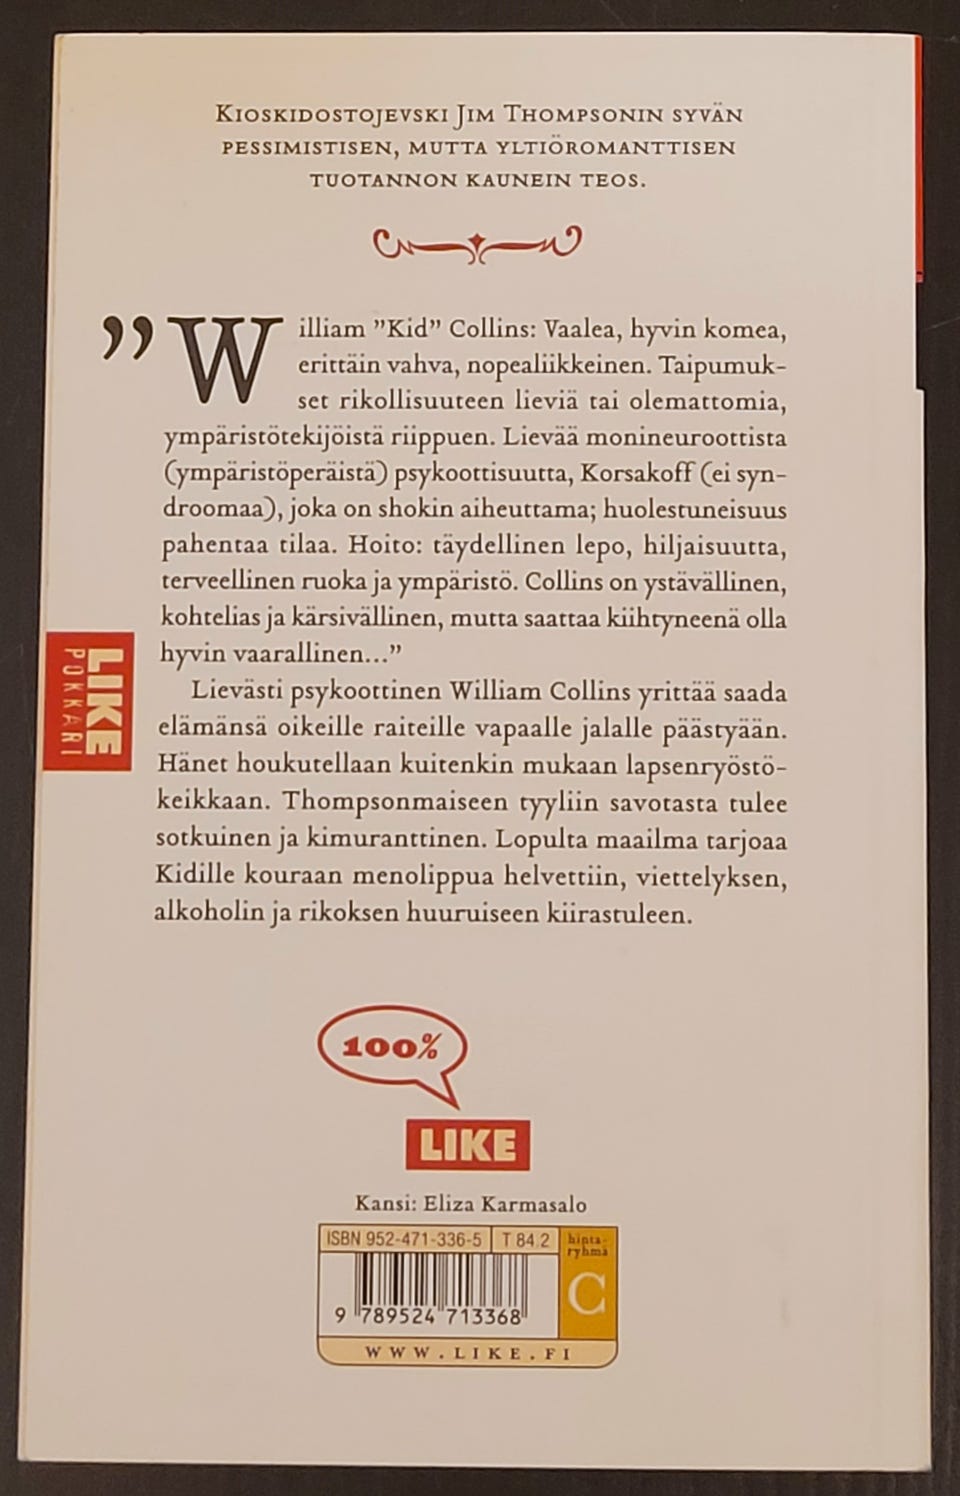 Kioskidostojevski Jim Thompsonin syvän
pessimistisen, mutta yltiöromanttisen
tuotannon kaunein teos.
”William ”Kid” Collins: Vaalea, hyvin komea,
erittäin vahva, nopealiikkeinen. Taipumuk-
set rikollisuuteen lieviä tai olemattomia,
ympäristötekijöistä riippuen. Lievää monineuroottista
(ympäristöperäistä) psykoottisuutta, Korsakoff (ei syn-
droomaa), joka on shokin aiheuttama; huolestuneisuus
pahentaa tilaa. Hoito: täydellinen lepo, hiljaisuutta,
terveellinen ruoka ja ympäristö. Collins on ystävällinen,
kohtelias ja kärsivällinen, mutta saattaa kiihtyneenä olla
hyvin vaarallinen...”
Lievästi psykoottinen William Collins yrittää saada
elämänsä oikeille raiteille vapaalle jalalle päästyään.
Hänet houkutellaan kuitenkin mukaan lapsenryöstö-
keikkaan. Thompsonmaiseen tyyliin savotasta tulee
sotkuinen ja kimuranttinen. Lopulta maailma tarjoaa
Kidille kouraan menolippua helvettiin, viettelyksen,
alkoholin ja rikoksen huuruiseen kiirastuleen.
LIKE
POKKARI
100%
LIKE
Kansi: Eliza Karmasalo
ISBN 952-471-336-5 T 84.2
hinta-
ryhmä
C
9 789524 713368
WWW.LIKE.FI